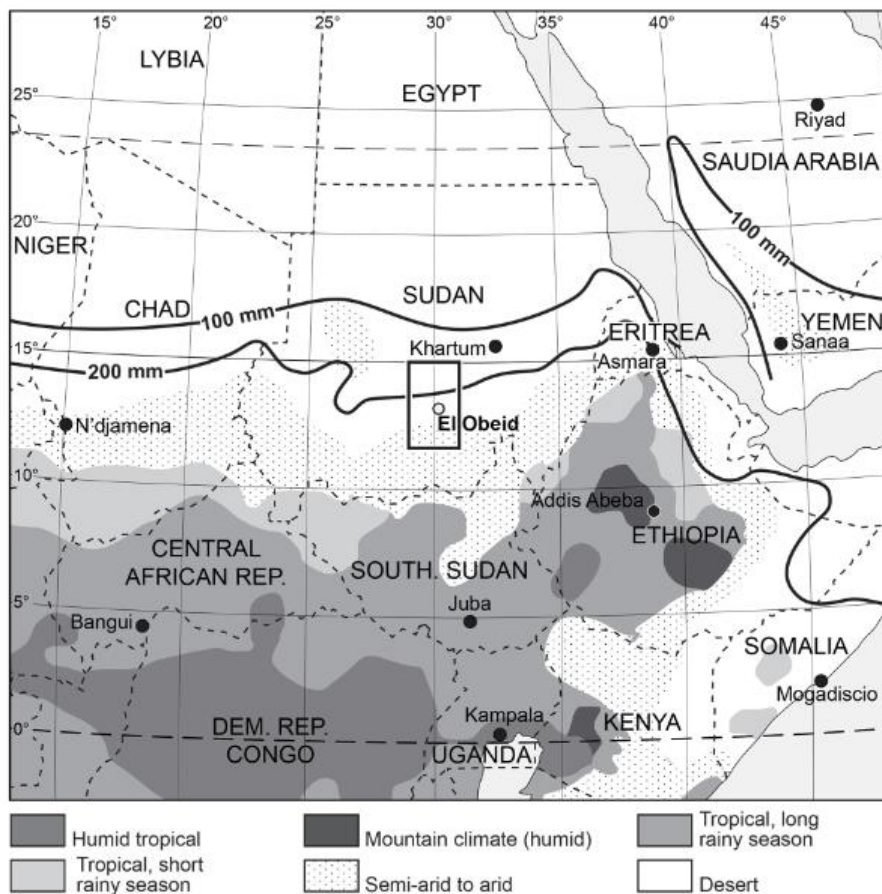 15° 20° 25° 30° 35° 40° 45°
LYBIA
EGYPT
25°
Riyad
SAUDIA ARABIA
20°
NIGER
100 mm
CHAD
100 mm
SUDAN
YEMEN
ERITREA
Khartum
Sanaa
15°
Asmara
200 mm
El Obeid
N'djamena
10°
Addis Abeba
ETHIOPIA
CENTRAL
AFRICAN REP.
SOUTH. SUDAN
5°
Bangui
Juba
SOMALIA
Mogadiscio
Kampala
KENYA
0°
DEM. REP.
CONGO
UGANDA
Humid tropical
Mountain climate (humid)
Tropical, long
rainy season
Tropical, short
rainy season
Semi-arid to arid
Desert